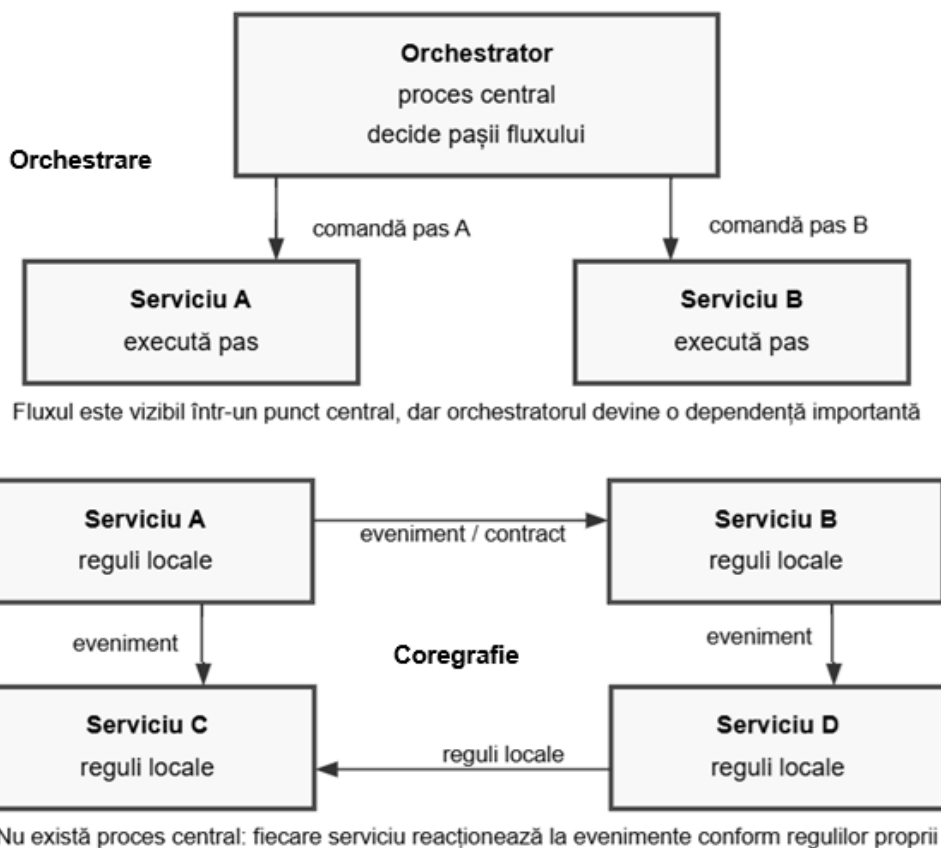 Orchestrator
proces central
decide pașii fluxului
Orchestrare
comandă pas A
comandă pas B
Serviciu A
execută pas
Serviciu B
execută pas
Fluxul este vizibil într-un punct central, dar orchestratorul devine o dependență importantă
Serviciu A
reguli locale
eveniment / contract
Serviciu B
reguli locale
eveniment
Coregrafie
eveniment
Serviciu C
reguli locale
reguli locale
Serviciu D
reguli locale
Nu există proces central: fiecare serviciu reacționează la evenimente conform regulilor proprii